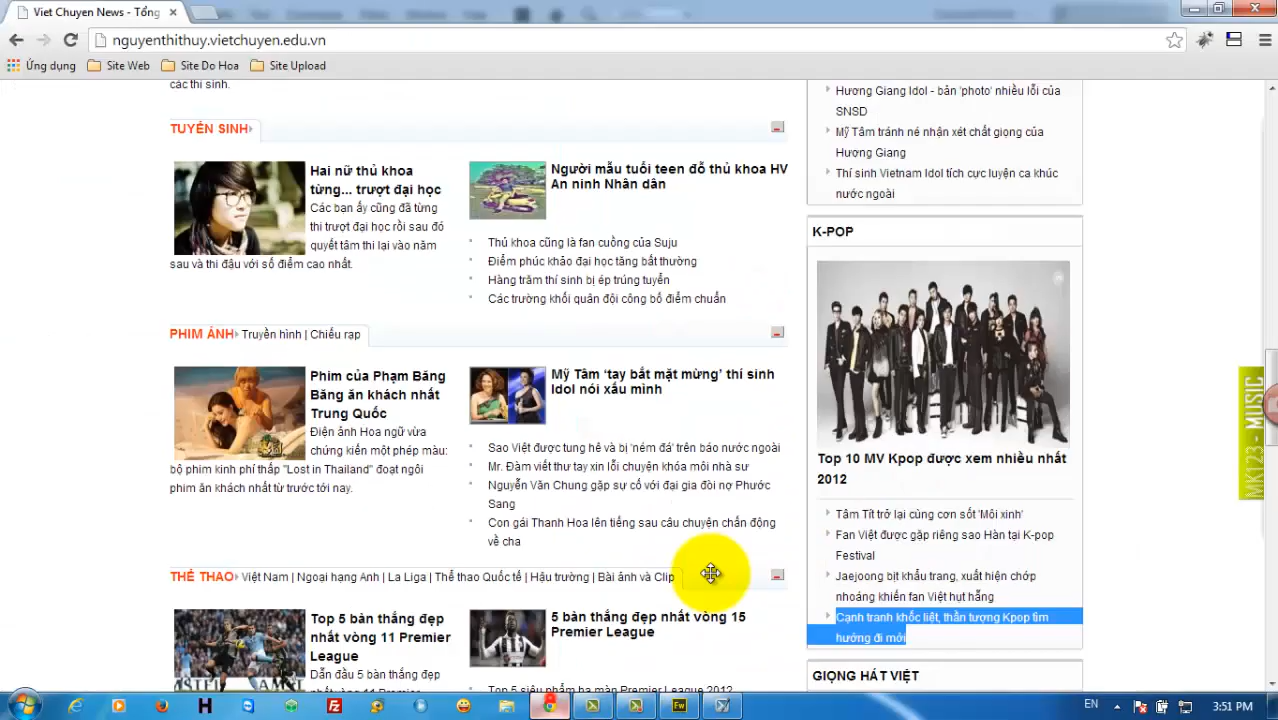 Viet Chuyen News - Tổng
nguyenthithuy.vietchuyen.edu.vn
Ứng dụng Site Web Site Do Hoa Site Upload
các thí sinh.
TUYỂN SINH
Hai nữ thủ khoa
từng... trượt đại học
Các bạn ấy cũng đã từng
thi trượt đại học rồi sau đó
quyết tâm thi lại vào năm
sau và thi đậu với số điểm cao nhất.
Người mẫu tuổi teen đỗ thủ khoa HV
An ninh Nhân dân
Thủ khoa cũng là fan cuồng của Suju
Điểm phúc khảo đại học tăng bất thường
Hàng trăm thí sinh bị ép trúng tuyển
Các trường khối quân đội công bố điểm chuẩn
PHIM ẢNH Truyền hình | Chiếu rạp
Phim của Phạm Băng
Băng ăn khách nhất
Trung Quốc
Điện ảnh Hoa ngữ vừa
chứng kiến một phép màu:
bộ phim kinh phí thấp "Lost in Thailand" đoạt ngôi
phim ăn khách nhất từ trước tới nay.
Mỹ Tâm ‘tay bắt mặt mừng’ thí sinh
Idol nói xấu mình
Sao Việt được tung hê và bị 'ném đá' trên báo nước ngoài
Mr. Đàm viết thư tay xin lỗi chuyện khóa môi nhà sư
Nguyễn Văn Chung gặp sự cố với đại gia đòi nợ Phước
Sang
Con gái Thanh Hoa lên tiếng sau câu chuyện chấn động
về cha
THỂ THAO Việt Nam | Ngoại hạng Anh | La Liga | Thể thao Quốc tế | Hậu trường | Bài ảnh và Clip
Top 5 bàn thắng đẹp
nhất vòng 11 Premier
League
Dẫn đầu 5 bàn thắng đẹp
nhất vòng 11 Premier
5 bàn thắng đẹp nhất vòng 15
Premier League
Top 5 siêu phẩm hạ màn Premier League 2012
Hương Giang Idol - bản 'photo' nhiều lỗi của
SNSD
Mỹ Tâm tránh né nhận xét chất giọng của
Hương Giang
Thí sinh Vietnam Idol tích cực luyện ca khúc
nước ngoài
K-POP
Top 10 MV Kpop được xem nhiều nhất
2012
Tâm Tít trở lại cùng cơn sốt 'Môi xinh'
Fan Việt được gặp riêng sao Hàn tại K-pop
Festival
Jaejoong bịt khẩu trang, xuất hiện chớp
nhoáng khiến fan Việt hụt hẫng
Cạnh tranh khốc liệt, thần tượng Kpop tìm
hướng đi mới
GIỌNG HÁT VIỆT
NK123 - MUSIC
EN 3:51 PM